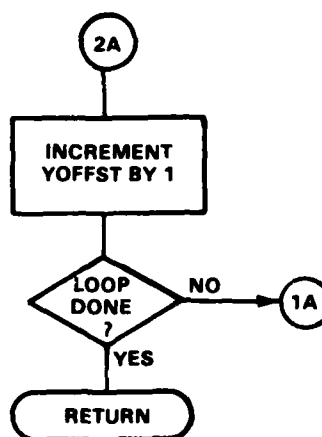 2A
INCREMENT
YOFFST BY 1
LOOP
DONE
?
NO
1A
YES
RETURN